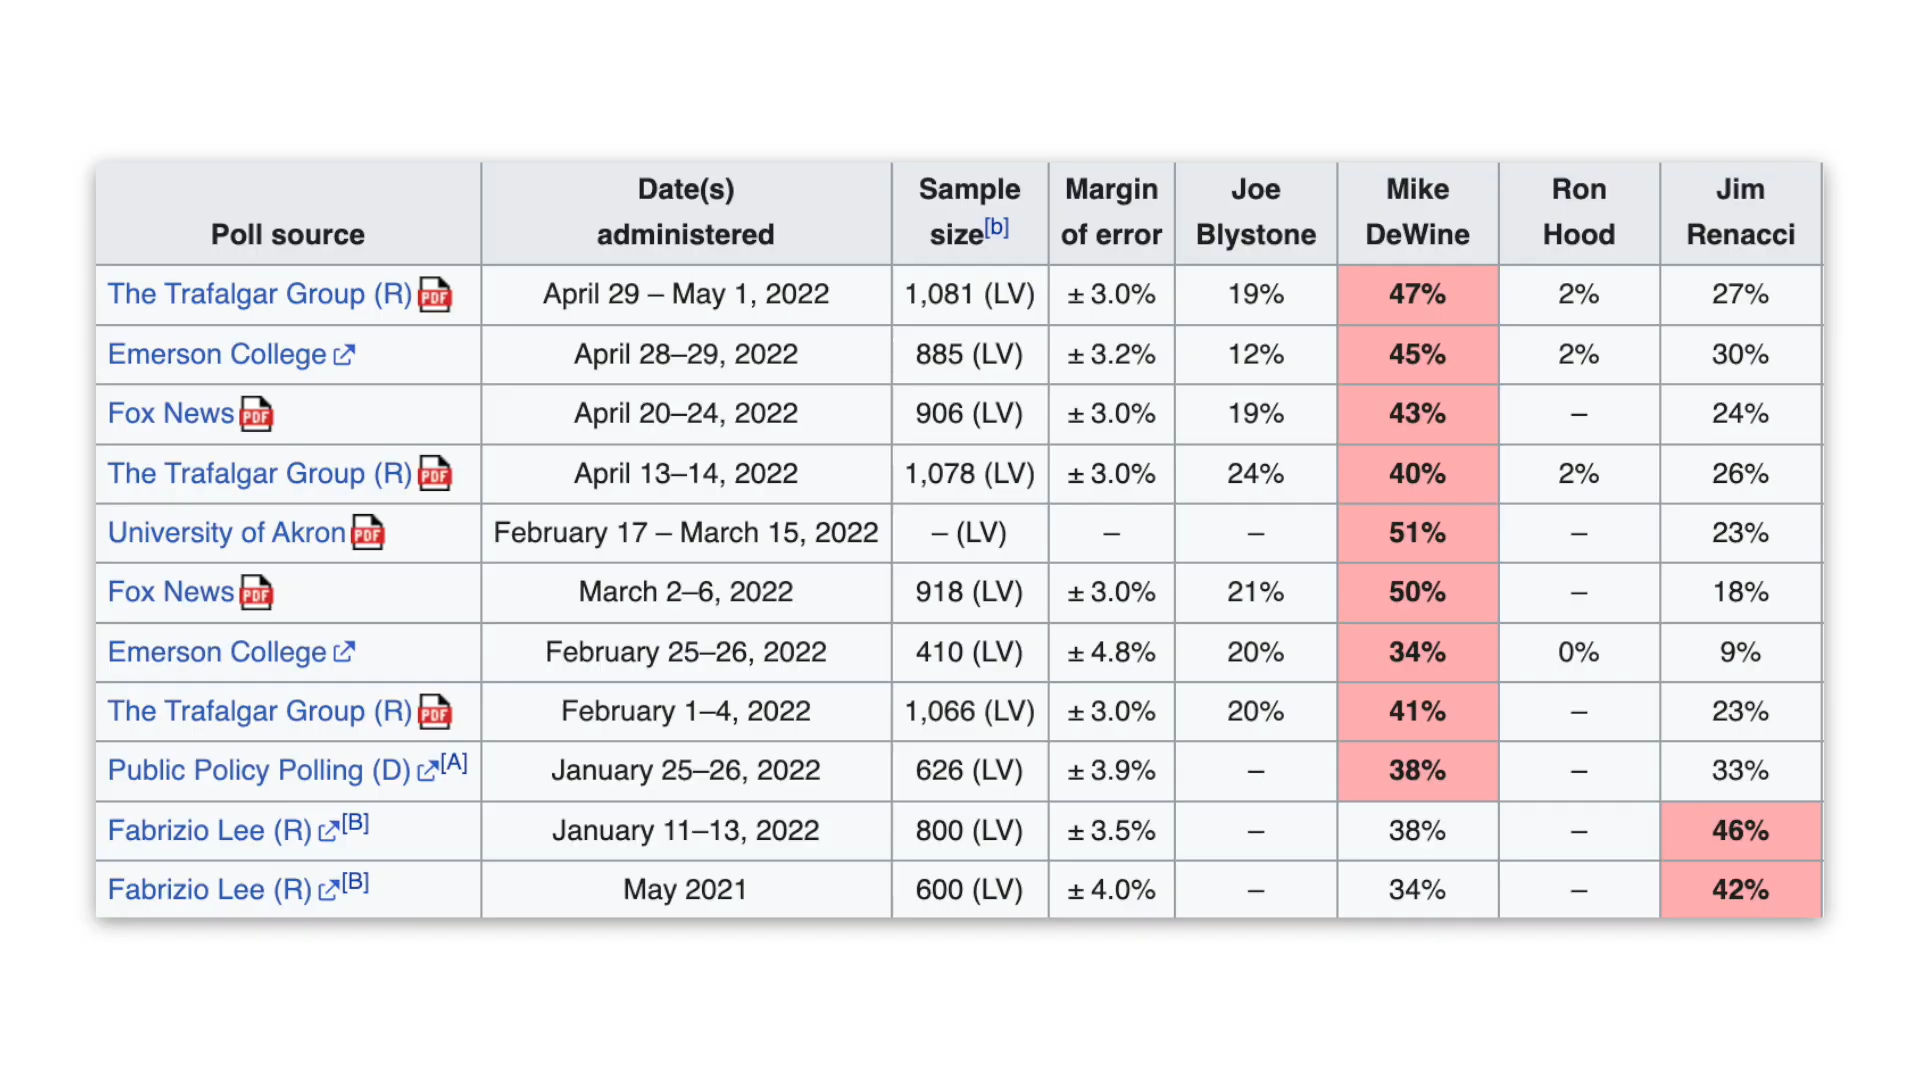 Poll source Date(s) administered Sample size[b] Margin of error Joe Blystone Mike DeWine Ron Hood Jim Renacci
The Trafalgar Group (R) PDF April 29 – May 1, 2022 1,081 (LV) ± 3.0% 19% 47% 2% 27%
Emerson College April 28–29, 2022 885 (LV) ± 3.2% 12% 45% 2% 30%
Fox News PDF April 20–24, 2022 906 (LV) ± 3.0% 19% 43% – 24%
The Trafalgar Group (R) PDF April 13–14, 2022 1,078 (LV) ± 3.0% 24% 40% 2% 26%
University of Akron PDF February 17 – March 15, 2022 – (LV) – – 51% – 23%
Fox News PDF March 2–6, 2022 918 (LV) ± 3.0% 21% 50% – 18%
Emerson College February 25–26, 2022 410 (LV) ± 4.8% 20% 34% 0% 9%
The Trafalgar Group (R) PDF February 1–4, 2022 1,066 (LV) ± 3.0% 20% 41% – 23%
Public Policy Polling (D) [A] January 25–26, 2022 626 (LV) ± 3.9% – 38% – 33%
Fabrizio Lee (R) [B] January 11–13, 2022 800 (LV) ± 3.5% – 38% – 46%
Fabrizio Lee (R) [B] May 2021 600 (LV) ± 4.0% – 34% – 42%